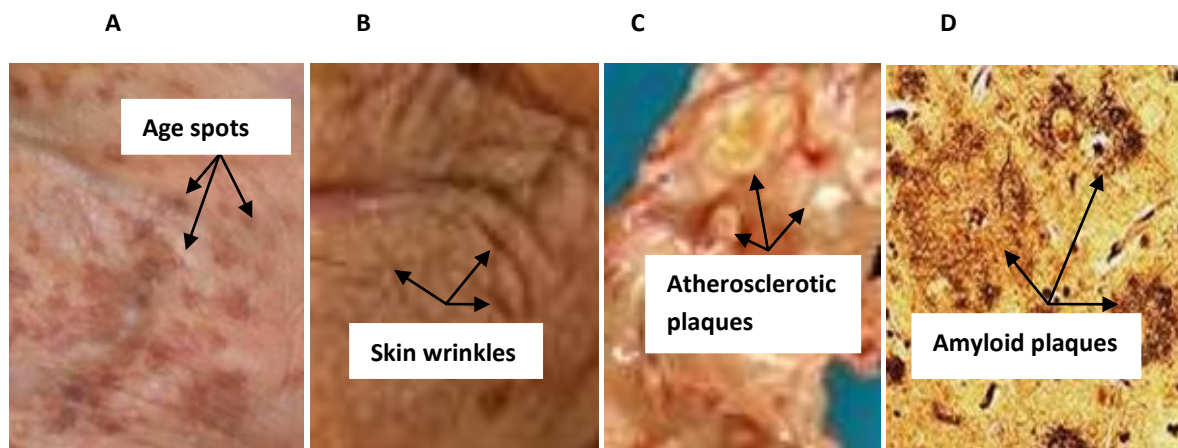 A
B
C
D
Age spots
Skin wrinkles
Atherosclerotic
plaques
Amyloid plaques